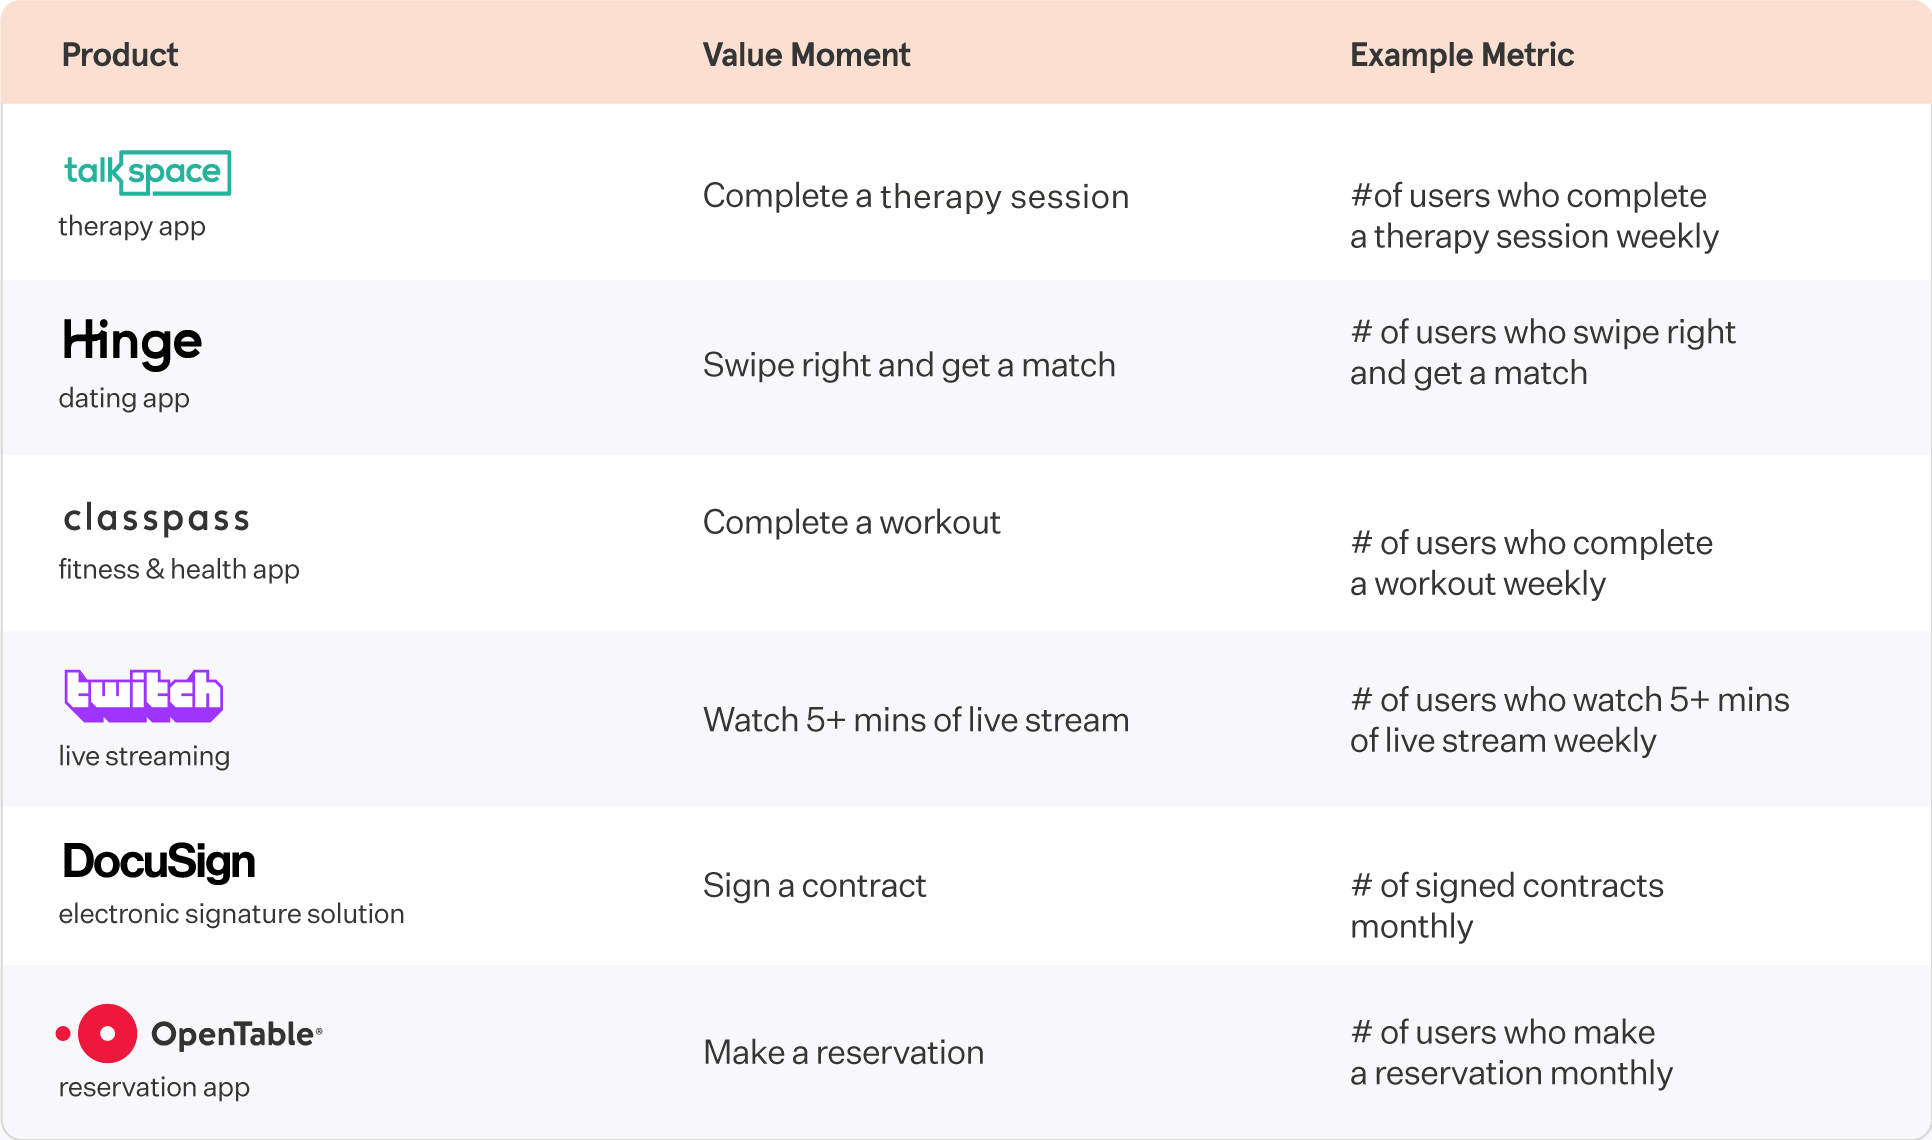 Product Value Moment Example Metric
talkspace
therapy app
Complete a therapy session
#of users who complete
a therapy session weekly
Hinge
dating app
Swipe right and get a match
# of users who swipe right
and get a match
classpass
fitness & health app
Complete a workout
# of users who complete
a workout weekly
twitch
live streaming
Watch 5+ mins of live stream
# of users who watch 5+ mins
of live stream weekly
DocuSign
electronic signature solution
Sign a contract
# of signed contracts
monthly
OpenTable®
reservation app
Make a reservation
# of users who make
a reservation monthly